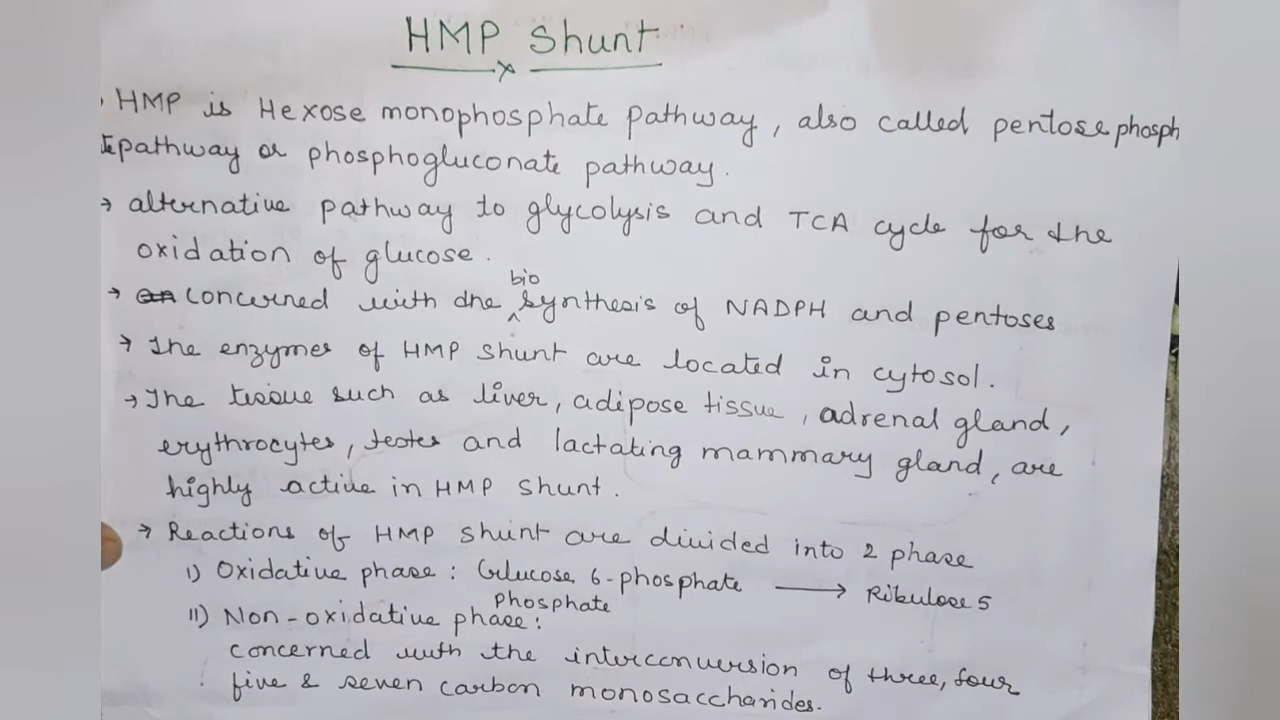 HMP Shunt
HMP is Hexose monophosphate pathway, also called pentose phosph
pathway or phosphogluconate pathway.
→ alternative pathway to glycolysis and TCA cycle for the
oxidation of glucose.
→ concerned with the biosynthesis of NADPH and pentoses
→ The enzymes of HMP shunt are located in cytosol.
→ The tissue such as liver, adipose tissue, adrenal gland,
erythrocytes, testes and lactating mammary gland, are
highly active in HMP shunt.
→ Reactions of HMP shunt are divided into 2 phase
i) Oxidative phase : Glucose 6-phosphate → Ribulose 5
phosphate
ii) Non-oxidative phase :
concerned with the interconversion of three, four
five & seven carbon monosaccharides.